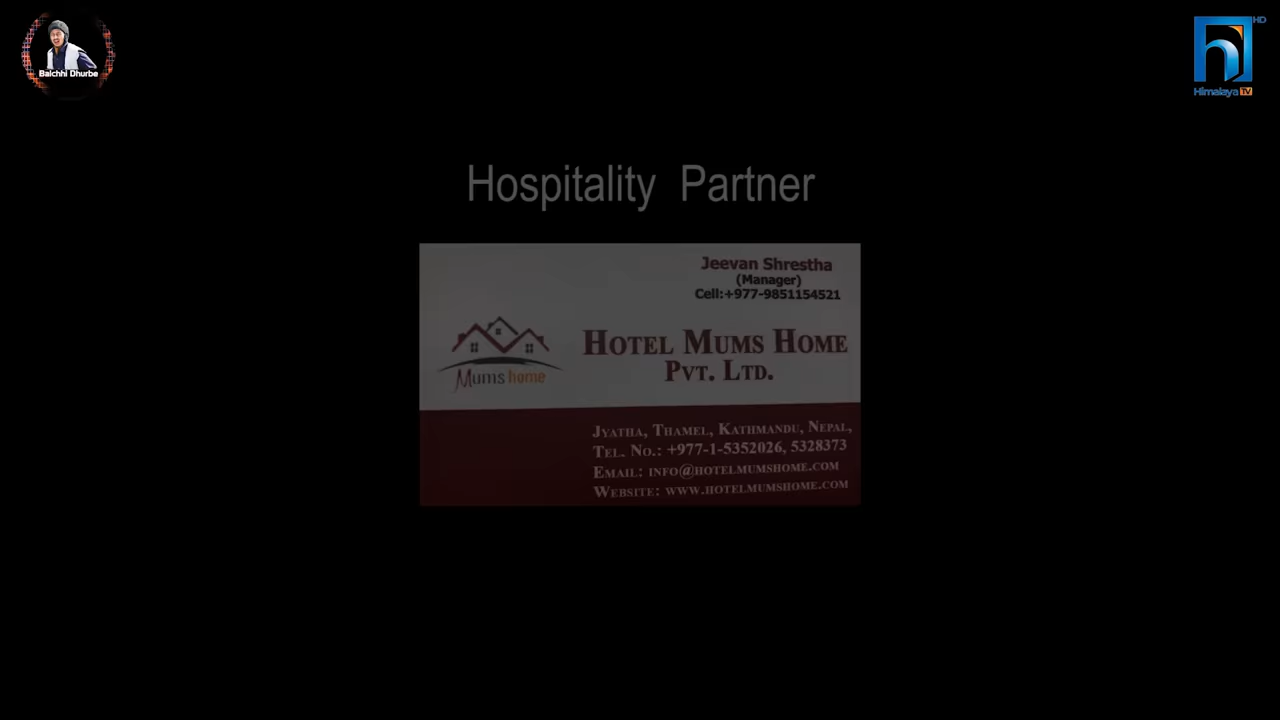 Baichhi Dhurbe
HD
Himalaya TV
Hospitality Partner
Jeevan Shrestha
(Manager)
Cell:+977-9851154521
Mums home
HOTEL MUMS HOME
PVT. LTD.
JYATHA, THAMEL, KATHMANDU, NEPAL,
TEL. NO.: +977-1-5352026, 5328373
EMAIL: INFO@HOTELMUMSHOME.COM
WEBSITE: WWW.HOTELMUMSHOME.COM